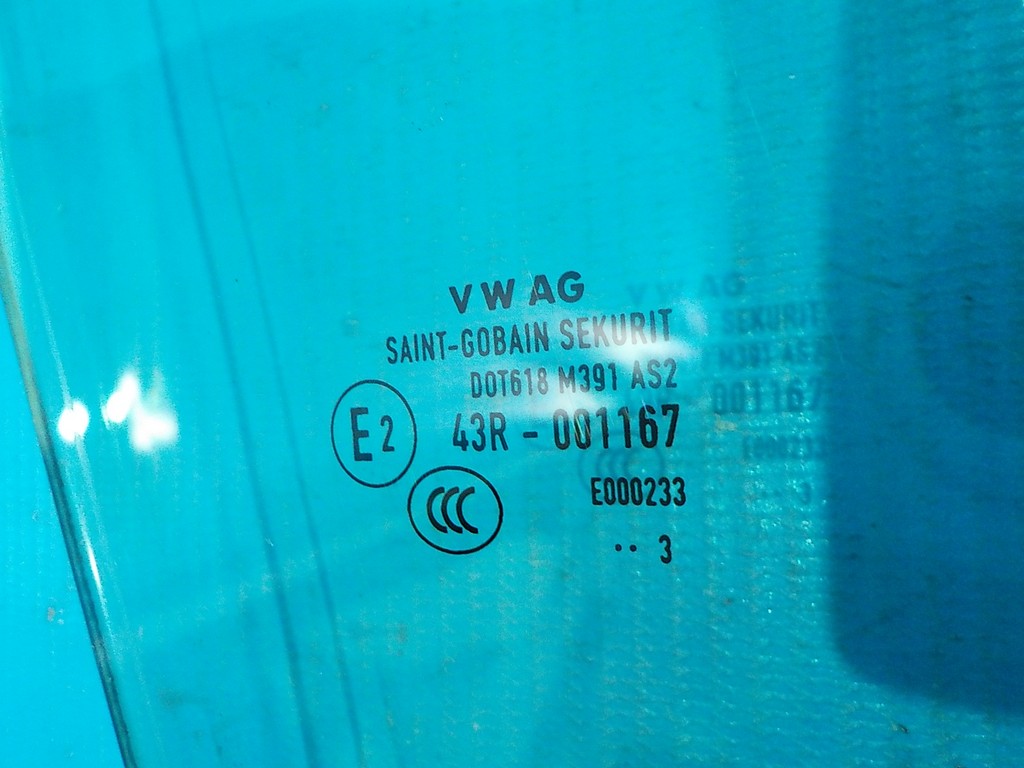 VW AG
SAINT-GOBAIN SEKURIT
DOT618 M391 AS2
E2 43R - 001167
CCC E000233
·· 3